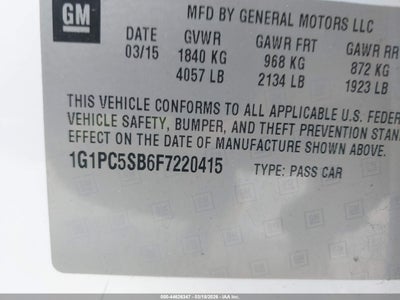 GM
MFD BY GENERAL MOTORS LLC
DATE GVWR GAWR FRT GAWR RR
03/15 1840 KG 968 KG 872 KG
4057 LB 2134 LB 1923 LB
THIS VEHICLE CONFORMS TO ALL APPLICABLE U.S. FEDER
VEHICLE SAFETY, BUMPER, AND THEFT PREVENTION STAN
EFFECT ON THE DATE OF MANUFACTURE SHOWN ABOVE.
1G1PC5SB6F7220415 TYPE: PASS CAR